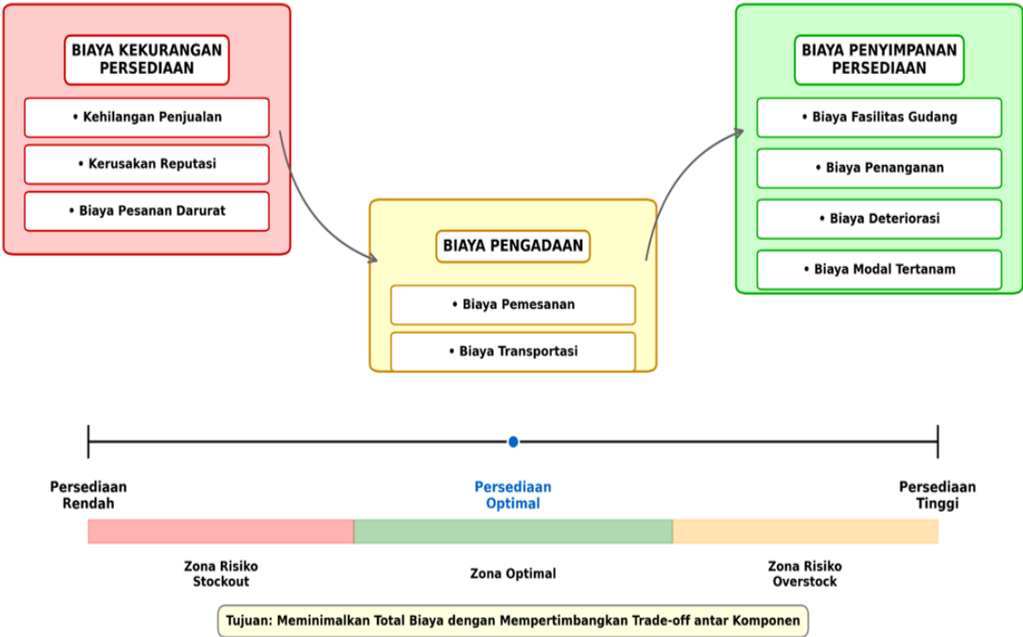 BIAYA KEKURANGAN
PERSEDIAAN
• Kehilangan Penjualan
• Kerusakan Reputasi
• Biaya Pesanan Darurat
BIAYA PENGADAAN
• Biaya Pemesanan
• Biaya Transportasi
BIAYA PENYIMPANAN
PERSEDIAAN
• Biaya Fasilitas Gudang
• Biaya Penanganan
• Biaya Deteriorasi
• Biaya Modal Tertanam
Persediaan
Rendah
Persediaan
Optimal
Persediaan
Tinggi
Zona Risiko
Stockout
Zona Optimal
Zona Risiko
Overstock
Tujuan: Meminimalkan Total Biaya dengan Mempertimbangkan Trade-off antar Komponen